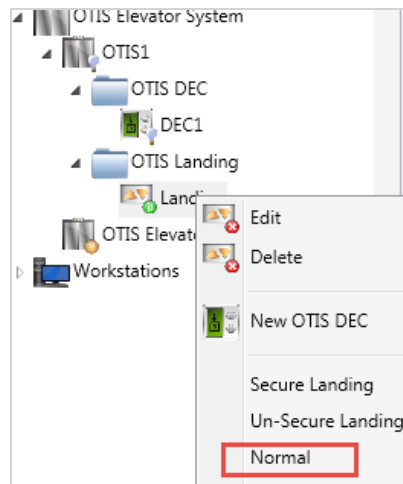 OTIS Elevator System
OTIS1
OTIS DEC
DEC1
OTIS Landing
Edit
OTIS
Delete
Workstations
New OTIS DEC
Secure Landing
Un-Secure Landing
Normal